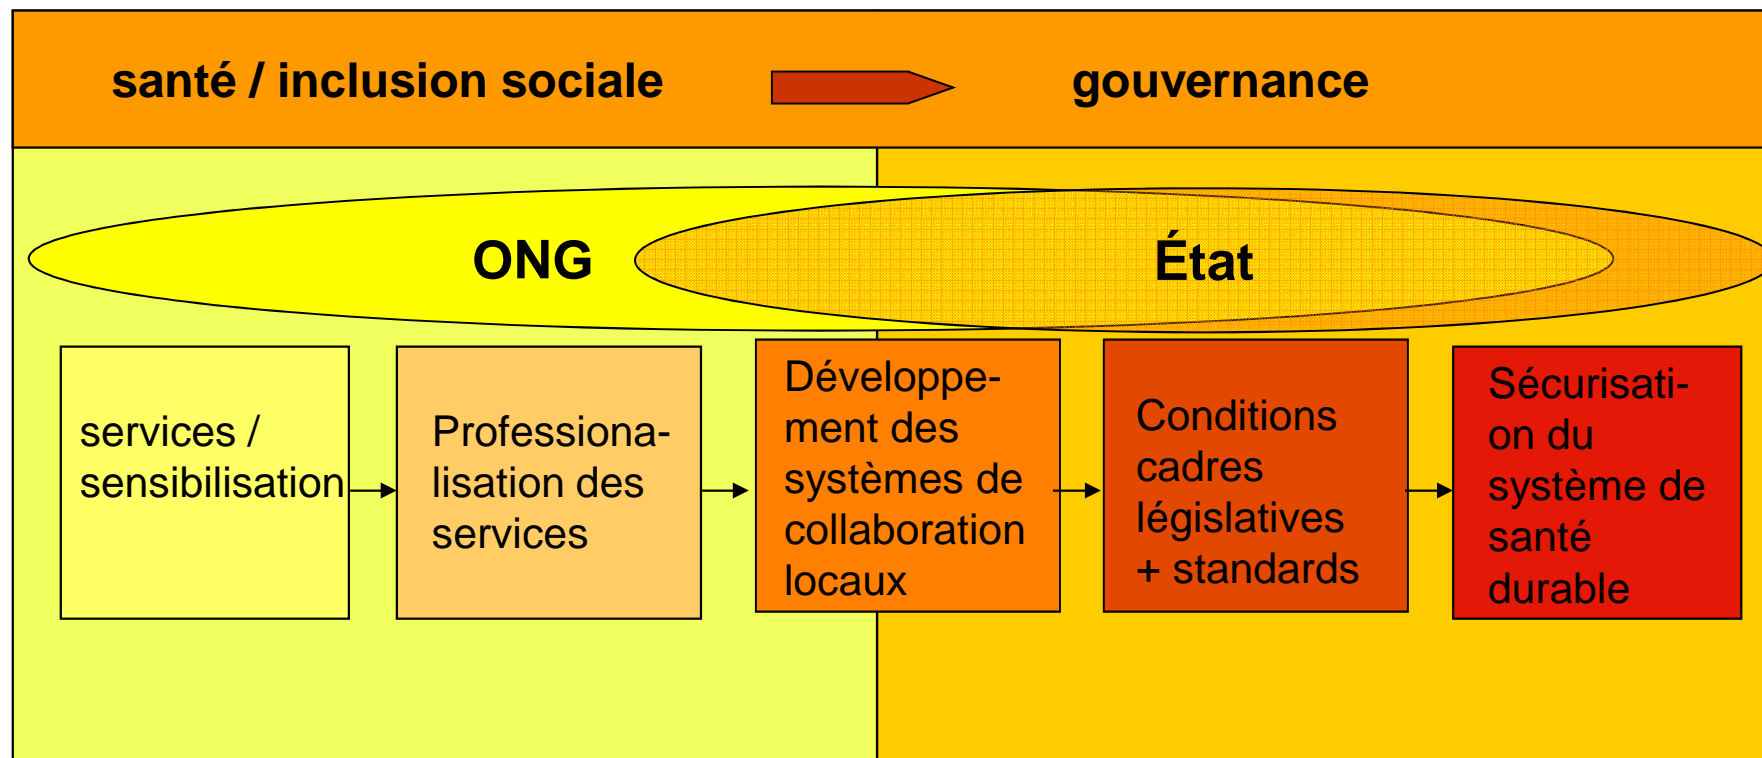 santé / inclusion sociale
gouvernance
ONG
État
services /
sensibilisation
Professiona-
lisation des
services
Développe-
ment des
systèmes de
collaboration
locaux
Conditions
cadres
législatives
+ standards
Sécurisati-
on du
système de
santé
durable